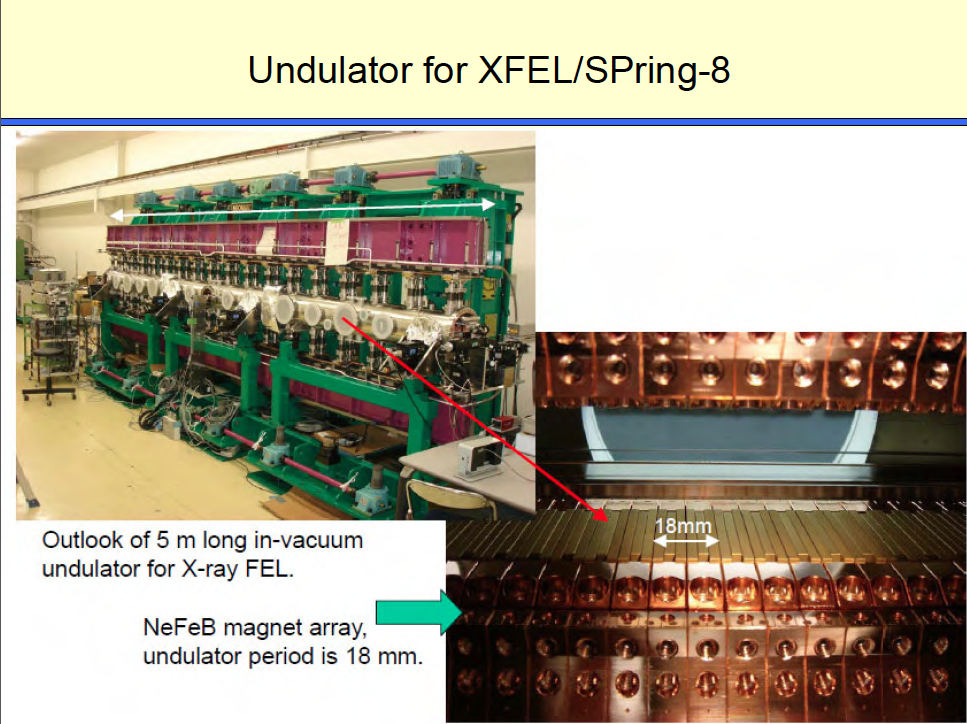 Undulator for XFEL/SPring-8
Outlook of 5 m long in-vacuum
undulator for X-ray FEL.
18mm
NeFeB magnet array,
undulator period is 18 mm.